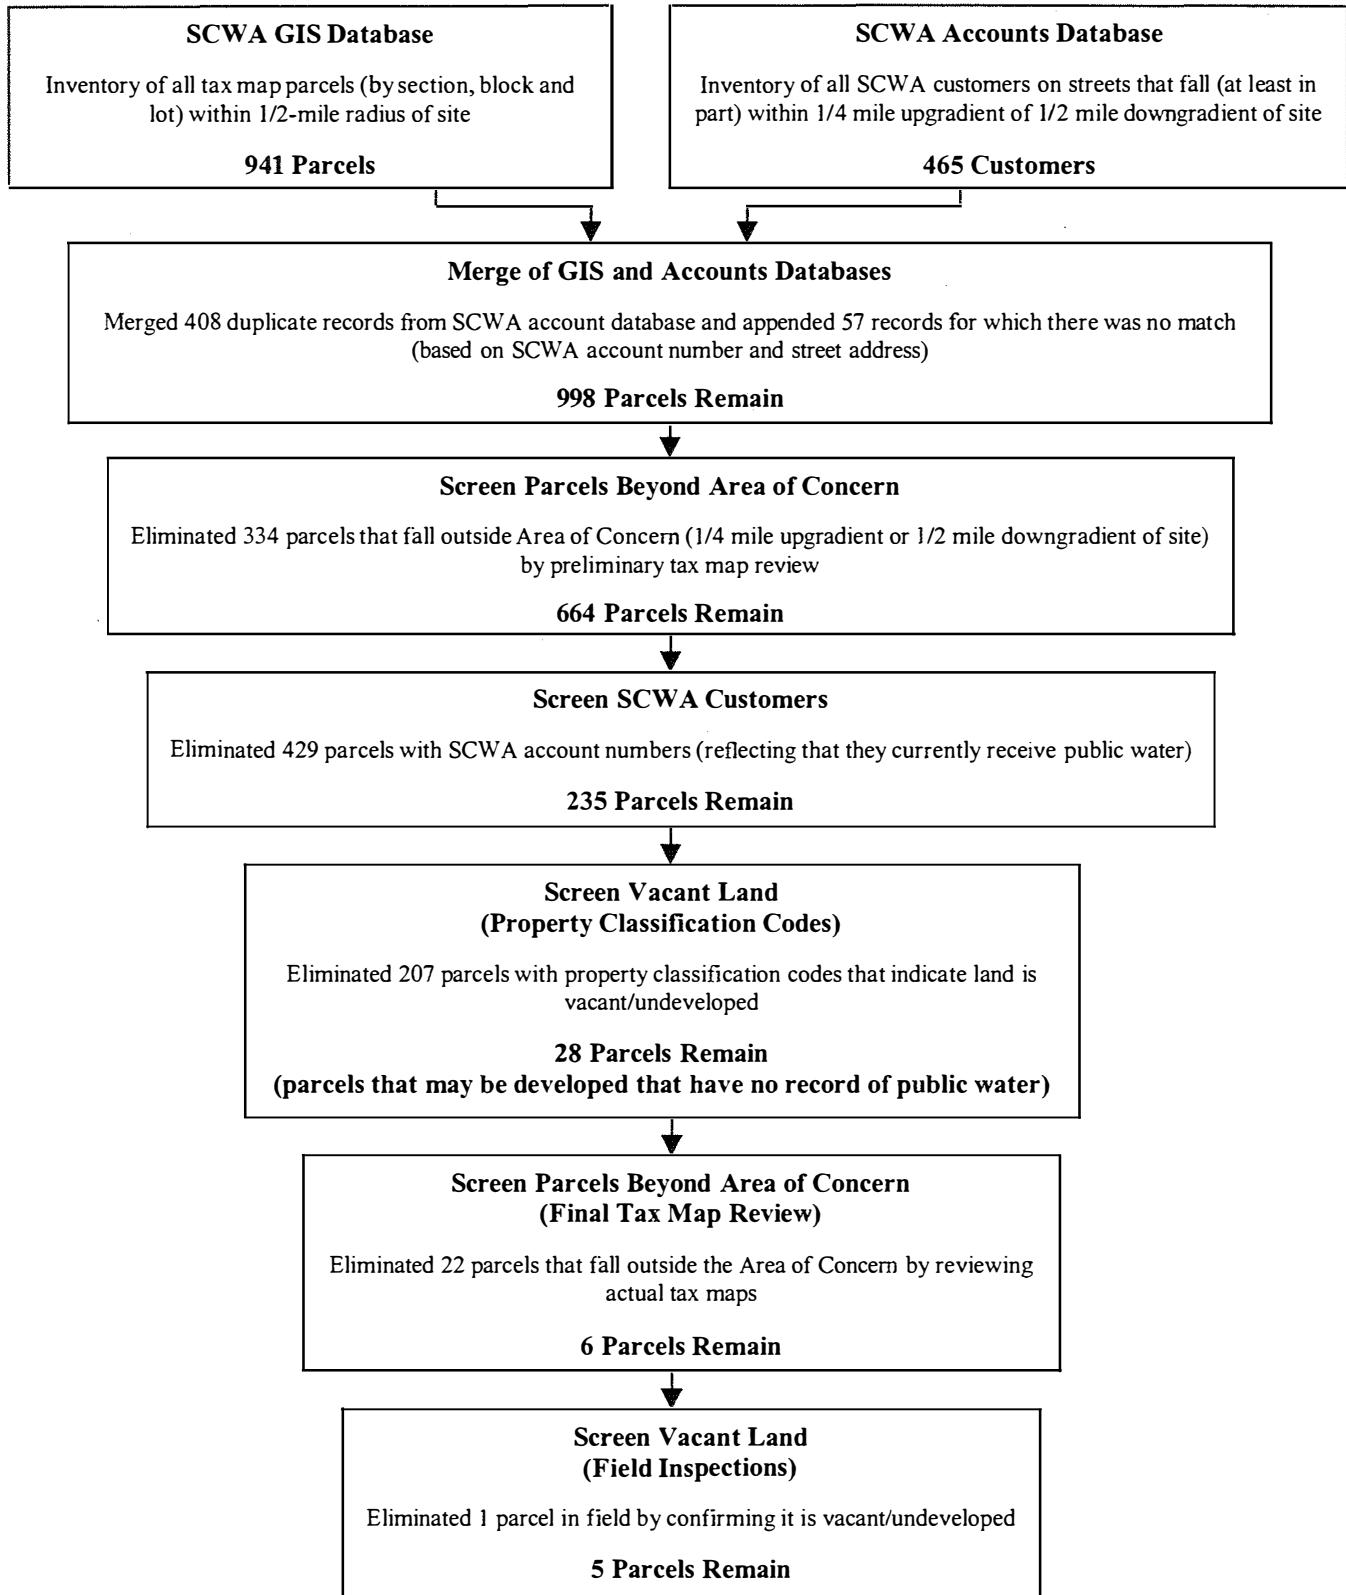 SCWA GIS Database
Inventory of all tax map parcels (by section, block and
lot) within 1/2-mile radius of site
941 Parcels
SCWA Accounts Database
Inventory of all SCWA customers on streets that fall (at least in
part) within 1/4 mile upgradient of 1/2 mile downgradient of site
465 Customers
Merge of GIS and Accounts Databases
Merged 408 duplicate records from SCWA account database and appended 57 records for which there was no match
(based on SCWA account number and street address)
998 Parcels Remain
Screen Parcels Beyond Area of Concern
Eliminated 334 parcels that fall outside Area of Concern (1/4 mile upgradient or 1/2 mile downgradient of site)
by preliminary tax map review
664 Parcels Remain
Screen SCWA Customers
Eliminated 429 parcels with SCWA account numbers (reflecting that they currently receive public water)
235 Parcels Remain
Screen Vacant Land
(Property Classification Codes)
Eliminated 207 parcels with property classification codes that indicate land is
vacant/undeveloped
28 Parcels Remain
(parcels that may be developed that have no record of public water)
Screen Parcels Beyond Area of Concern
(Final Tax Map Review)
Eliminated 22 parcels that fall outside the Area of Concern by reviewing
actual tax maps
6 Parcels Remain
Screen Vacant Land
(Field Inspections)
Eliminated 1 parcel in field by confirming it is vacant/undeveloped
5 Parcels Remain